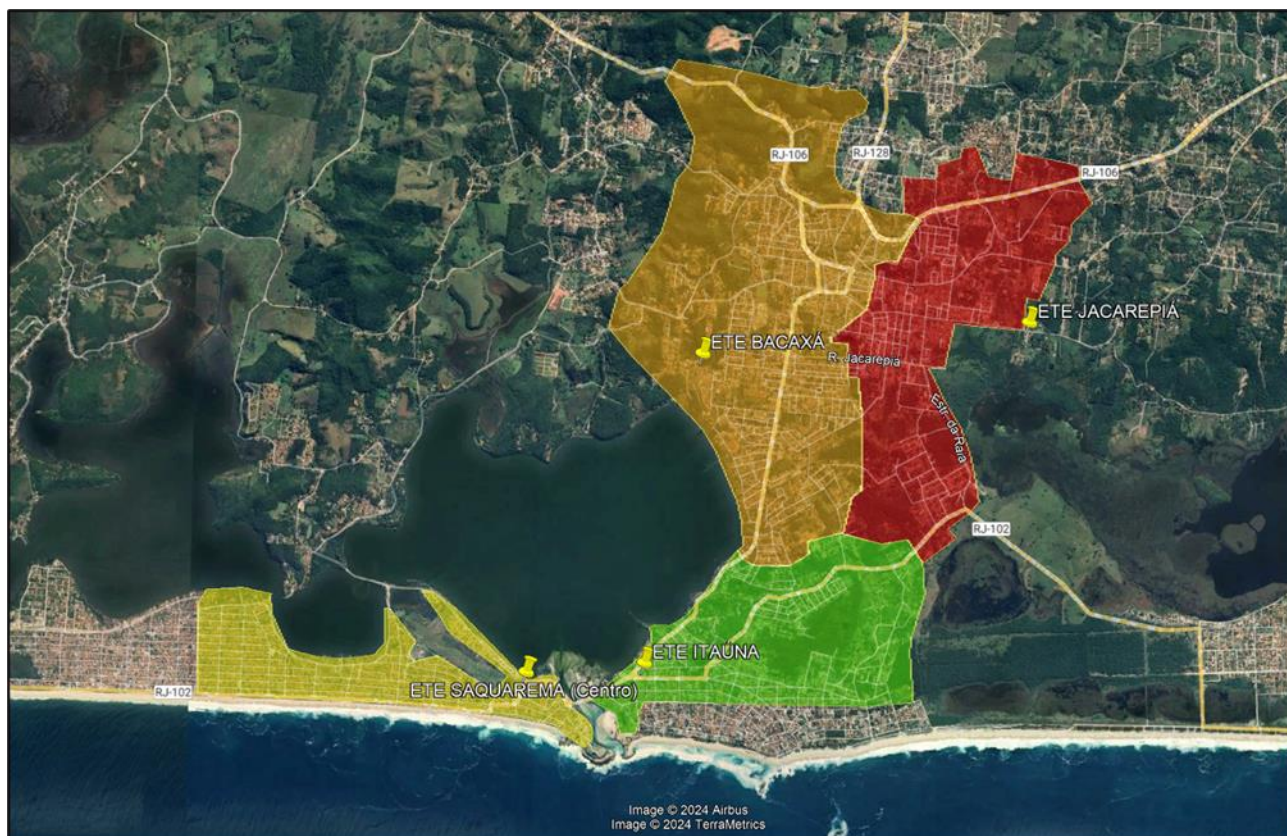 RJ-106
RJ-128
RJ-106
ETE JACAREPIÁ
ETE BACAXÁ
R. Jacarepiá
Estr. da Raia
RJ-102
ETE ITAÚNA
ETE SAQUAREMA (Centro)
RJ-102
Image © 2024 Airbus
Image © 2024 TerraMetrics